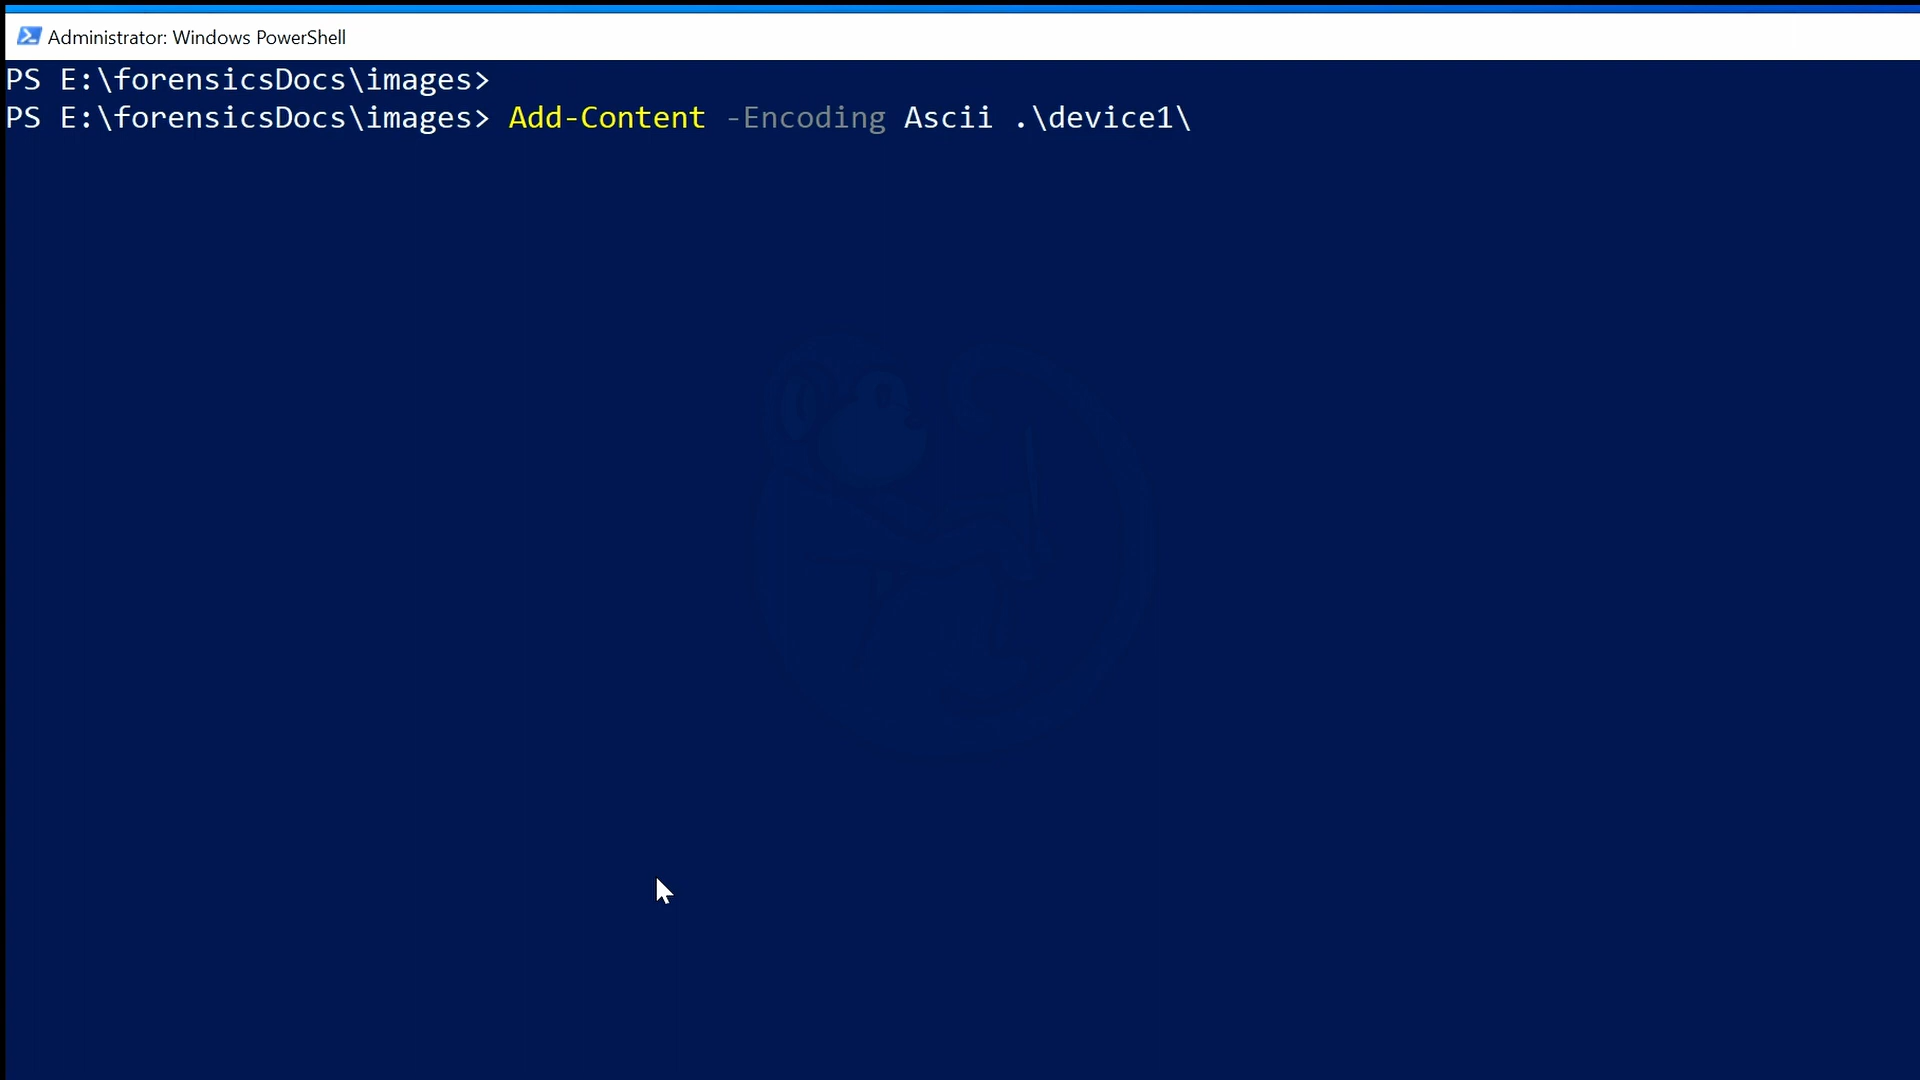 Administrator: Windows PowerShell
PS E:\forensicsDocs\images>
PS E:\forensicsDocs\images> Add-Content -Encoding Ascii .\device1\